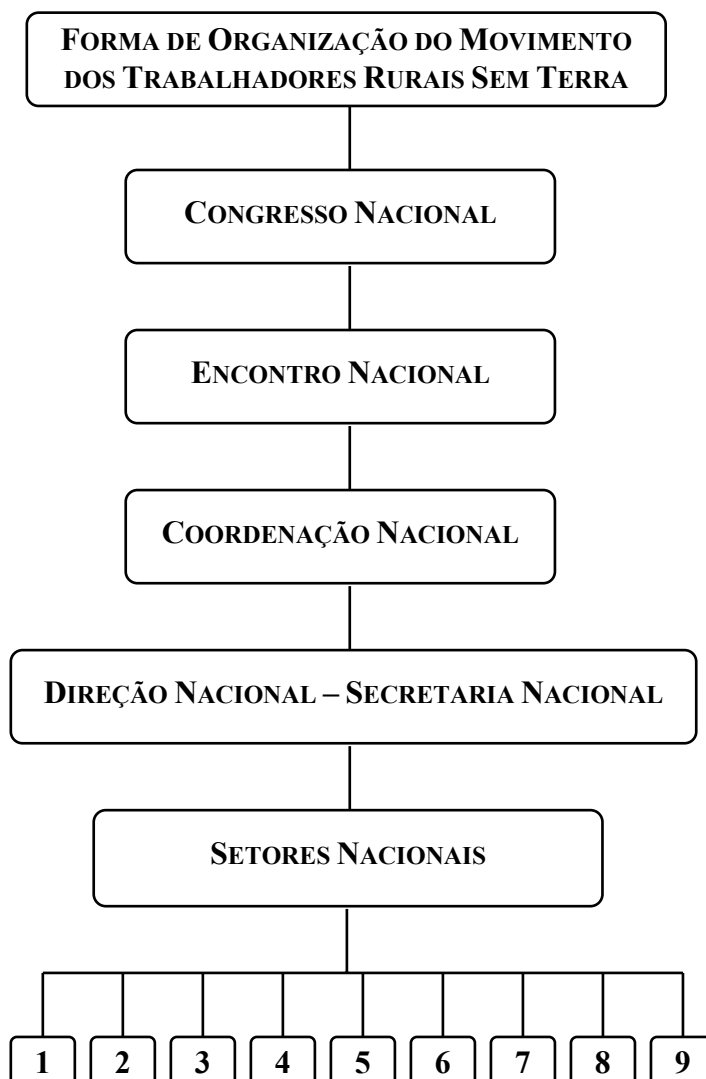 FORMA DE ORGANIZAÇÃO DO MOVIMENTO
DOS TRABALHADORES RURAIS SEM TERRA
CONGRESSO NACIONAL
ENCONTRO NACIONAL
COORDENAÇÃO NACIONAL
DIREÇÃO NACIONAL – SECRETARIA NACIONAL
SETORES NACIONAIS
1 2 3 4 5 6 7 8 9